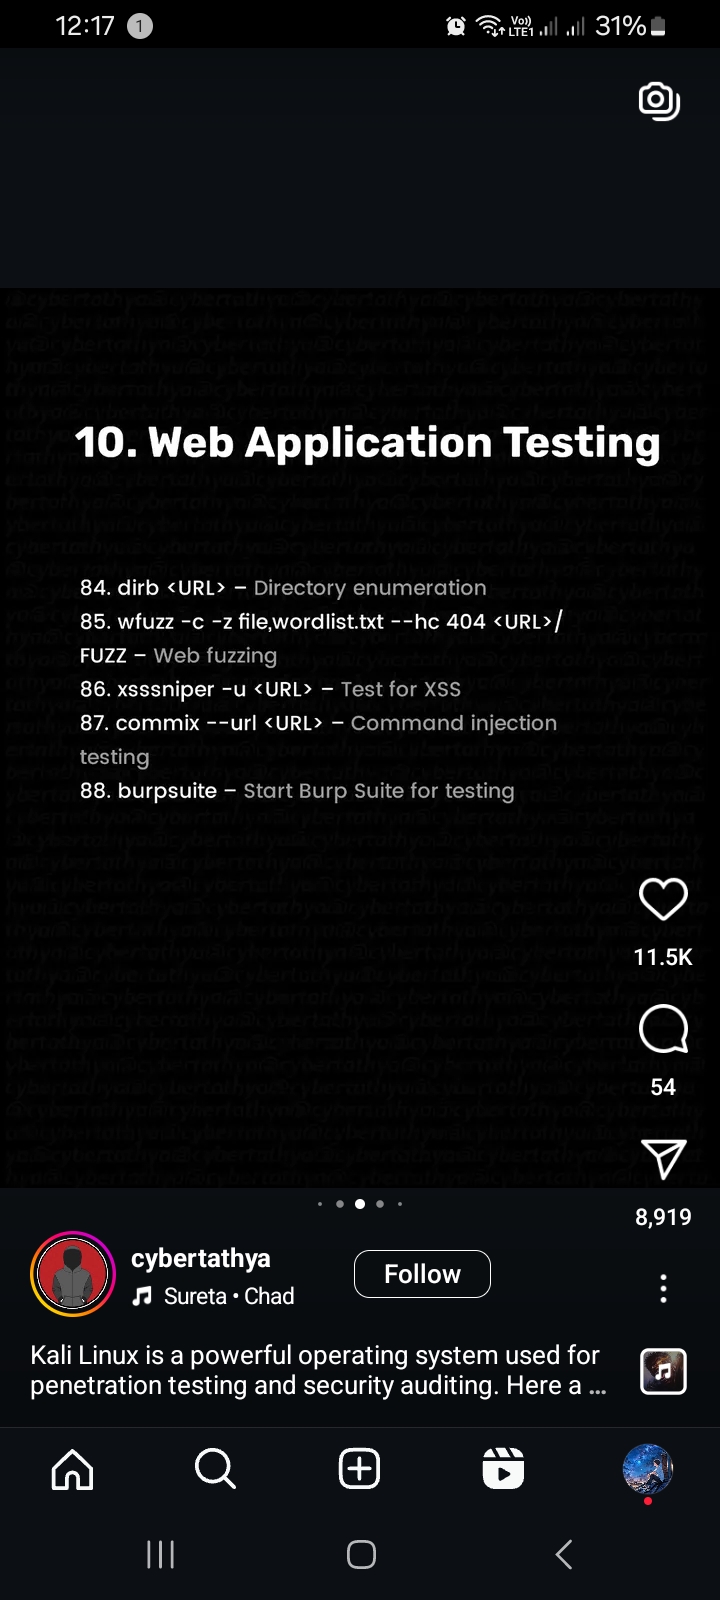 12:17 1 Vo)) LTE1 31%
10. Web Application Testing
84. dirb <URL> – Directory enumeration
85. wfuzz -c -z file,wordlist.txt --hc 404 <URL>/
FUZZ – Web fuzzing
86. xsssniper -u <URL> – Test for XSS
87. commix --url <URL> – Command injection
testing
88. burpsuite – Start Burp Suite for testing
11.5K
54
8,919
cybertathya
Follow
Sureta • Chad
Kali Linux is a powerful operating system used for
penetration testing and security auditing. Here a ...